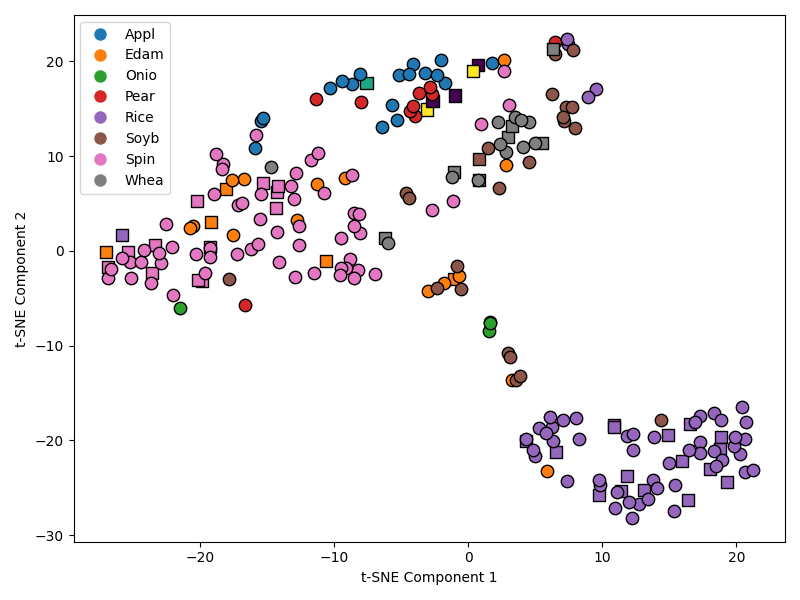 Appl
Edam
Onio
Pear
Rice
Soyb
Spin
Whea
20
10
0
−10
−20
−30
−20
−10
0
10
20
t-SNE Component 2
t-SNE Component 1